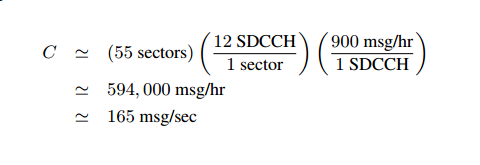 C ≃ (55 sectors) (12 SDCCH / 1 sector) (900 msg/hr / 1 SDCCH)
≃ 594, 000 msg/hr
≃ 165 msg/sec